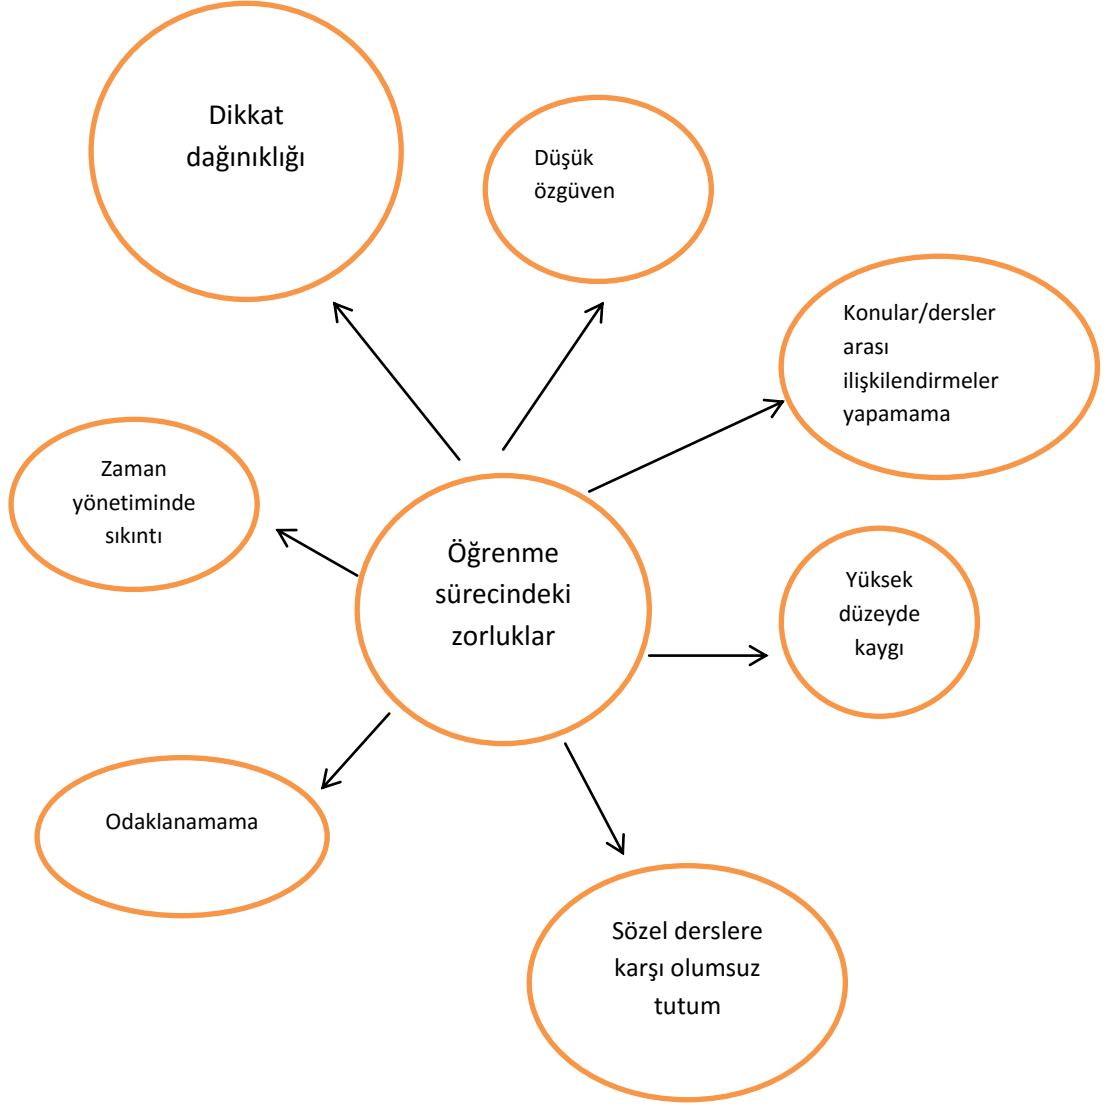 Dikkat
dağınıklığı
Düşük
özgüven
Konular/dersler
arası
ilişkilendirmeler
yapamama
Zaman
yönetiminde
sıkıntı
Öğrenme
sürecindeki
zorluklar
Yüksek
düzeyde
kaygı
Odaklanamama
Sözel derslere
karşı olumsuz
tutum